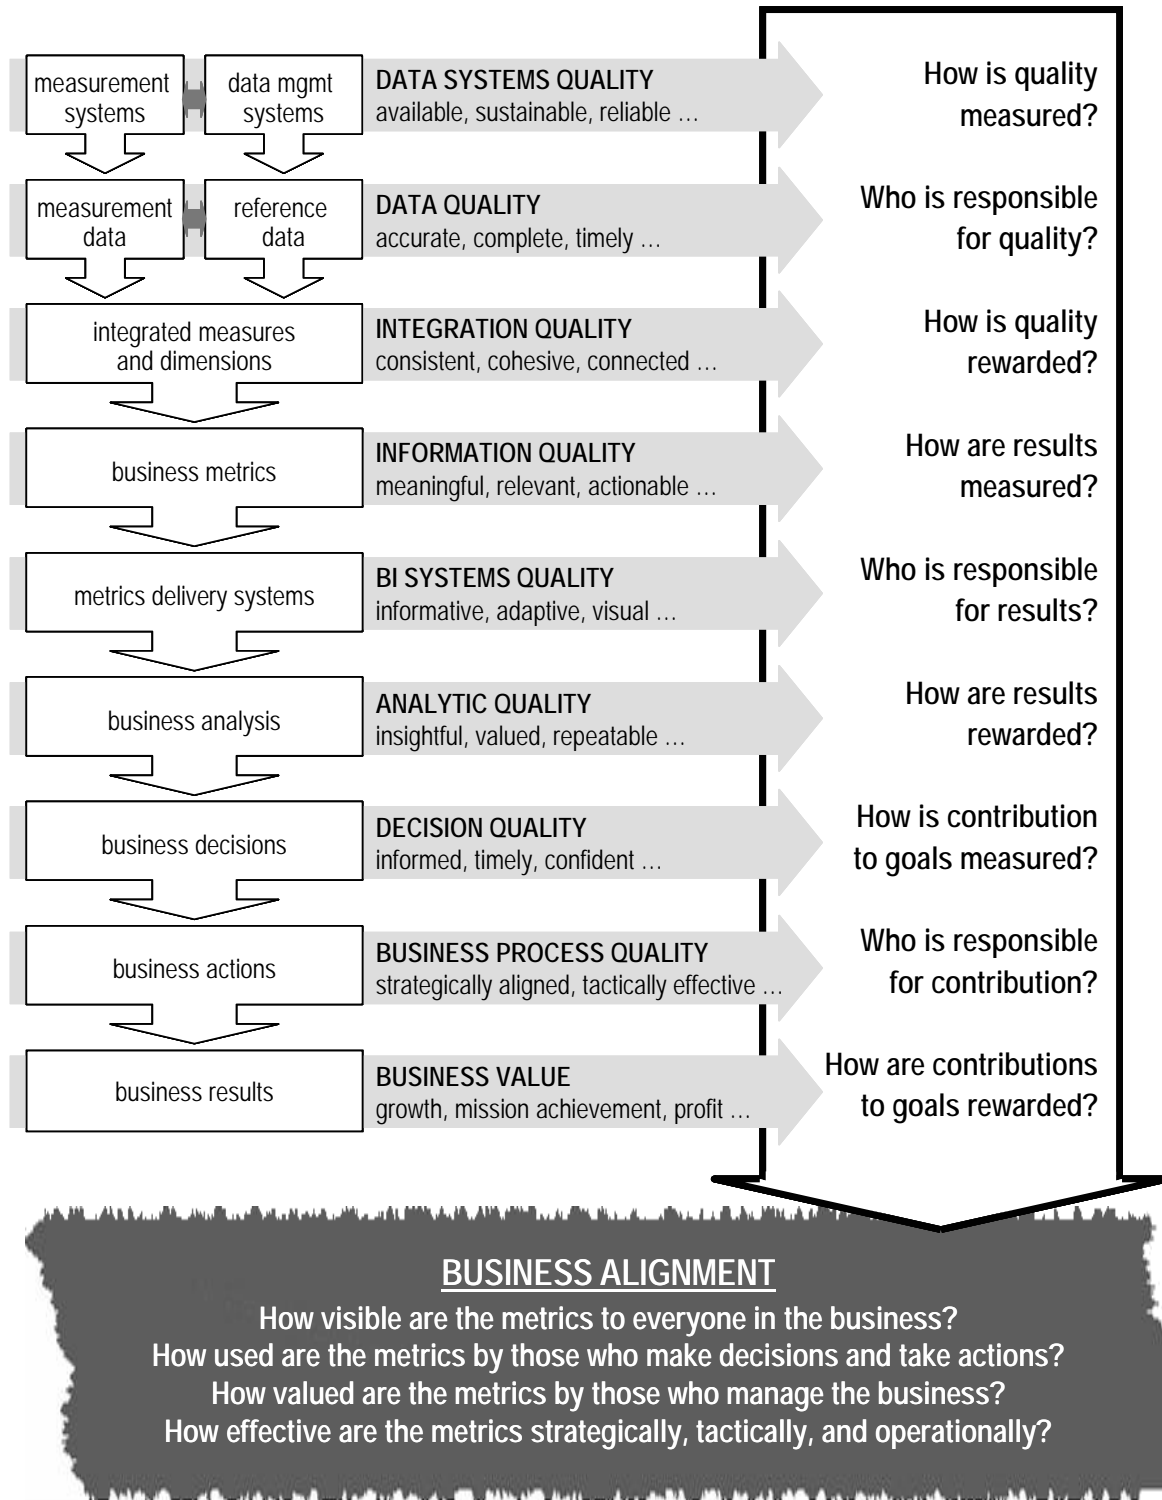 measurement
systems
data mgmt
systems
DATA SYSTEMS QUALITY
available, sustainable, reliable …
How is quality
measured?
measurement
data
reference
data
DATA QUALITY
accurate, complete, timely …
Who is responsible
for quality?
integrated measures
and dimensions
INTEGRATION QUALITY
consistent, cohesive, connected …
How is quality
rewarded?
business metrics
INFORMATION QUALITY
meaningful, relevant, actionable …
How are results
measured?
metrics delivery systems
BI SYSTEMS QUALITY
informative, adaptive, visual …
Who is responsible
for results?
business analysis
ANALYTIC QUALITY
insightful, valued, repeatable …
How are results
rewarded?
business decisions
DECISION QUALITY
informed, timely, confident …
How is contribution
to goals measured?
business actions
BUSINESS PROCESS QUALITY
strategically aligned, tactically effective …
Who is responsible
for contribution?
business results
BUSINESS VALUE
growth, mission achievement, profit …
How are contributions
to goals rewarded?
BUSINESS ALIGNMENT
How visible are the metrics to everyone in the business?
How used are the metrics by those who make decisions and take actions?
How valued are the metrics by those who manage the business?
How effective are the metrics strategically, tactically, and operationally?